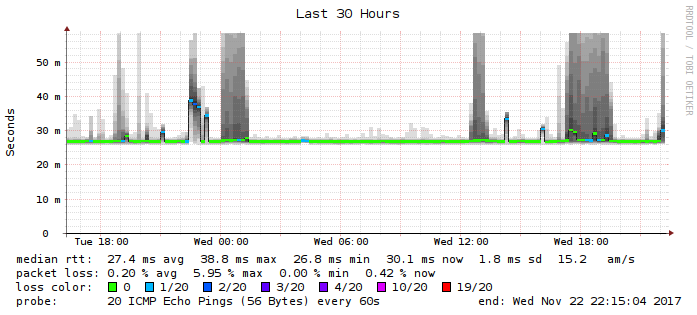 Last 30 Hours
RRDTOOL / TOBI OETIKER
Seconds
50 m
40 m
30 m
20 m
10 m
0
Tue 18:00 Wed 00:00 Wed 06:00 Wed 12:00 Wed 18:00
median rtt: 27.4 ms avg 38.8 ms max 26.8 ms min 30.1 ms now 1.8 ms sd 15.2 am/s
packet loss: 0.20 % avg 5.95 % max 0.00 % min 0.42 % now
loss color: 0 1/20 2/20 3/20 4/20 10/20 19/20
probe: 20 ICMP Echo Pings (56 Bytes) every 60s end: Wed Nov 22 22:15:04 2017